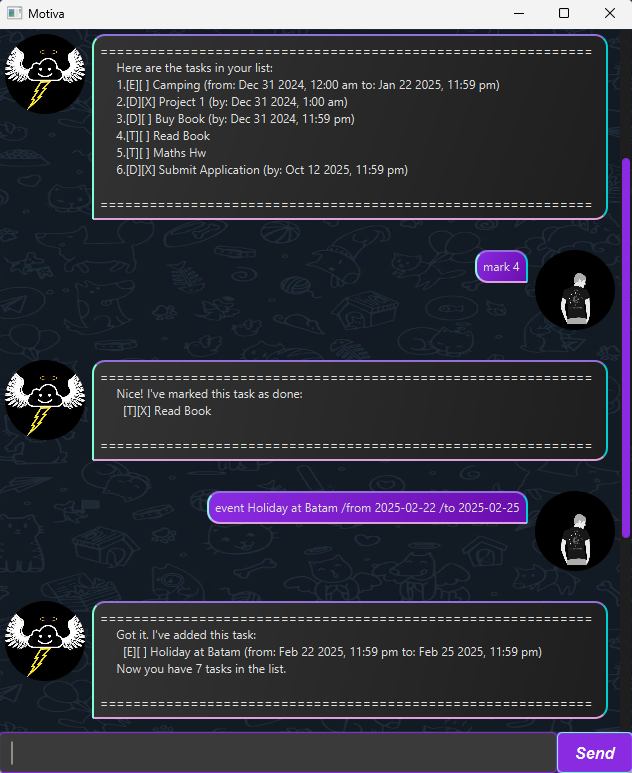 Motiva
============================================================
Here are the tasks in your list:
1.[E][ ] Camping (from: Dec 31 2024, 12:00 am to: Jan 22 2025, 11:59 pm)
2.[D][X] Project 1 (by: Dec 31 2024, 1:00 am)
3.[D][ ] Buy Book (by: Dec 31 2024, 11:59 pm)
4.[T][ ] Read Book
5.[T][ ] Maths Hw
6.[D][X] Submit Application (by: Oct 12 2025, 11:59 pm)
============================================================
mark 4
============================================================
Nice! I've marked this task as done:
[T][X] Read Book
============================================================
event Holiday at Batam /from 2025-02-22 /to 2025-02-25
============================================================
Got it. I've added this task:
[E][ ] Holiday at Batam (from: Feb 22 2025, 11:59 pm to: Feb 25 2025, 11:59 pm)
Now you have 7 tasks in the list.
============================================================
Send